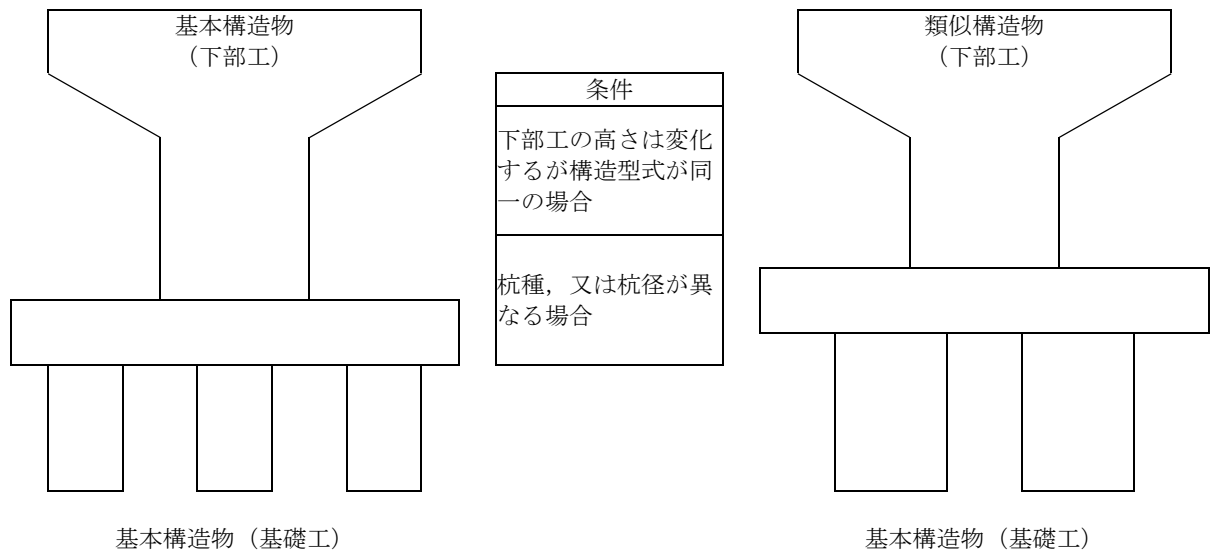 基本構造物
（下部工）
条件
下部工の高さは変化
するが構造型式が同
一の場合
杭種，又は杭径が異
なる場合
類似構造物
（下部工）
基本構造物（基礎工）
基本構造物（基礎工）